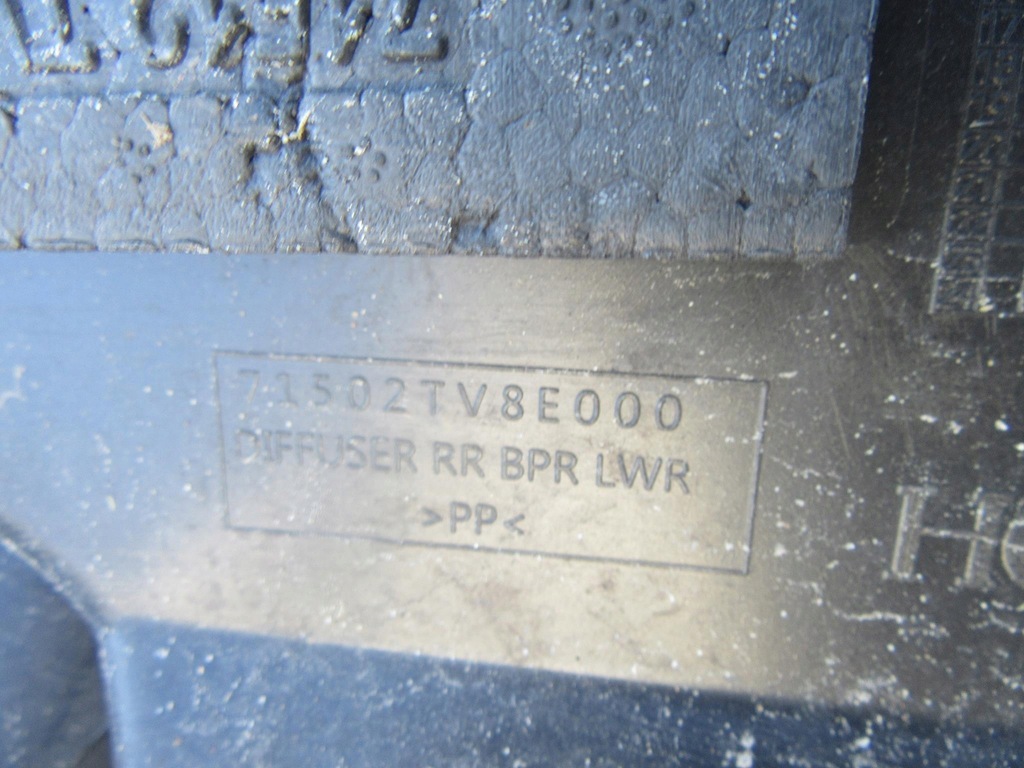 71502TV8E000
DIFFUSER RR BPR LWR
>PP<